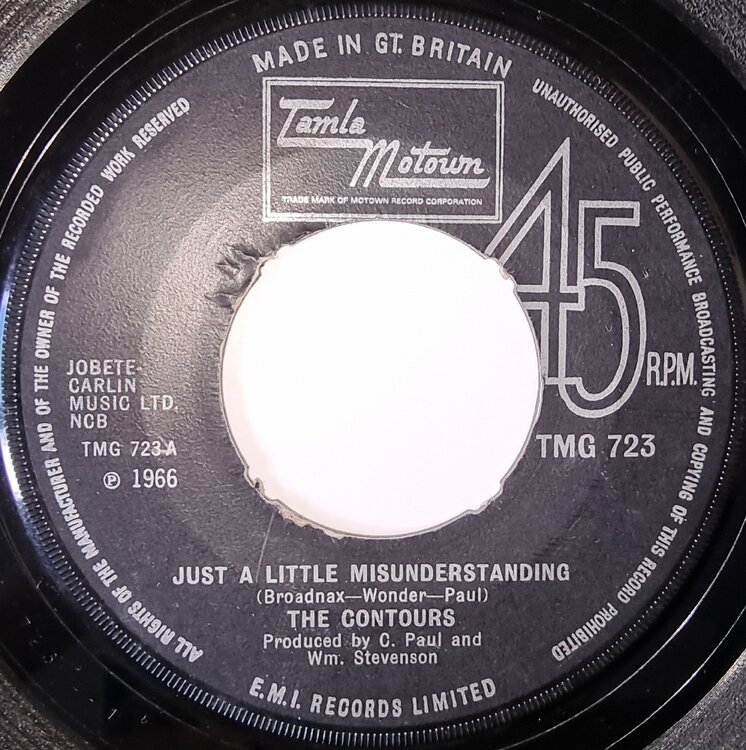 MADE IN GT. BRITAIN
Tamla
Motown
TRADE MARK OF MOTOWN RECORD CORPORATION
UNAUTHORISED PUBLIC PERFORMANCE BROADCASTING AND COPYING OF THIS RECORD PROHIBITED
ALL RIGHTS OF THE MANUFACTURER AND OF THE OWNER OF THE RECORDED WORK RESERVED
45
R.P.M.
JOBETE-
CARLIN
MUSIC LTD.
NCB
TMG 723A
℗ 1966
TMG 723
JUST A LITTLE MISUNDERSTANDING
(Broadnax—Wonder—Paul)
THE CONTOURS
Produced by C. Paul and
Wm. Stevenson
E.M.I. RECORDS LIMITED